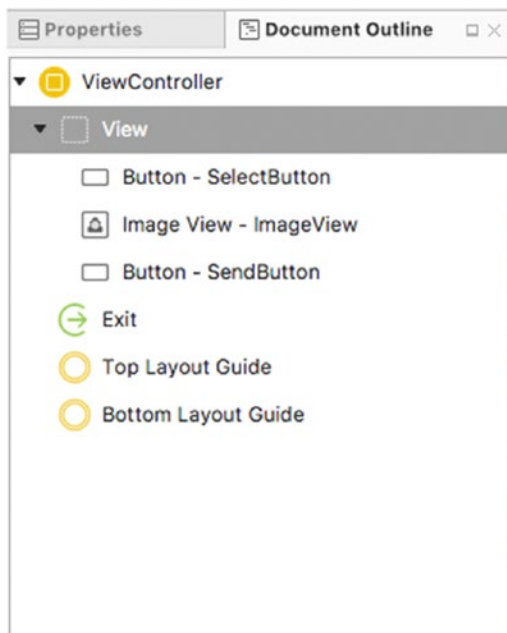 Properties
Document Outline
ViewController
View
Button - SelectButton
Image View - ImageView
Button - SendButton
Exit
Top Layout Guide
Bottom Layout Guide